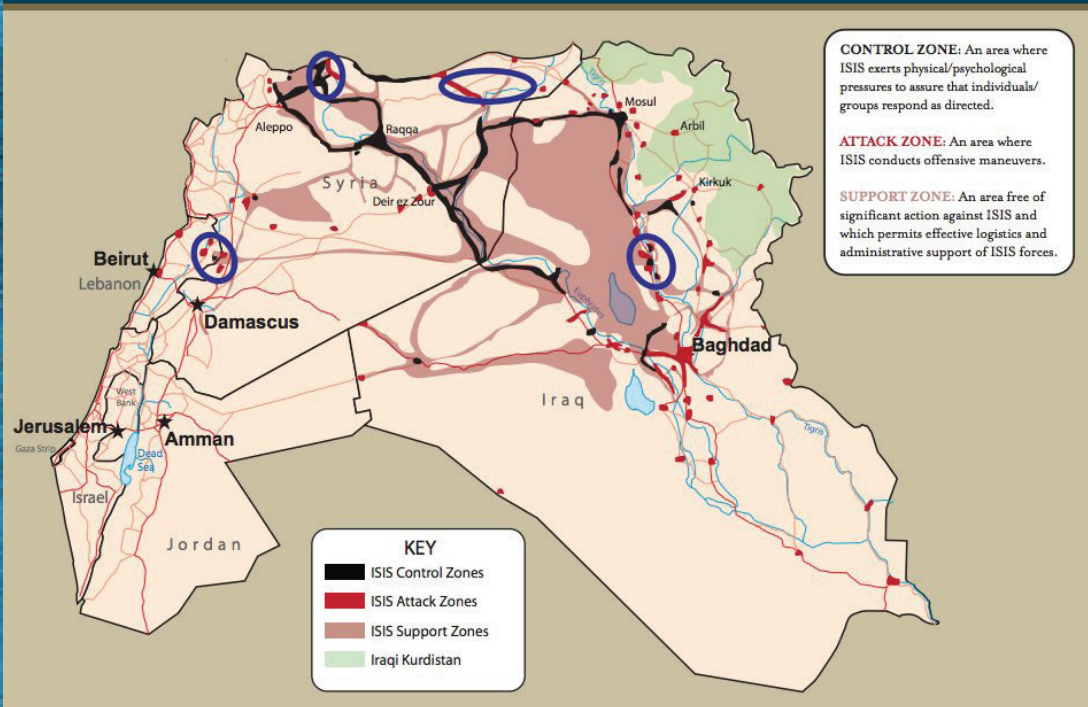 CONTROL ZONE: An area where
ISIS exerts physical/psychological
pressures to assure that individuals/
groups respond as directed.
ATTACK ZONE: An area where
ISIS conducts offensive maneuvers.
SUPPORT ZONE: An area free of
significant action against ISIS and
which permits effective logistics and
administrative support of ISIS forces.
Tigris
Mosul
Aleppo
Raqqa
Arbil
Syria
Kirkuk
Deir ez Zour
Beirut
Lebanon
Euphrates
Damascus
Baghdad
West
Bank
Iraq
Jerusalem
Amman
Tigris
Gaza Strip
Dead
Sea
Israel
Jordan
KEY
ISIS Control Zones
ISIS Attack Zones
ISIS Support Zones
Iraqi Kurdistan